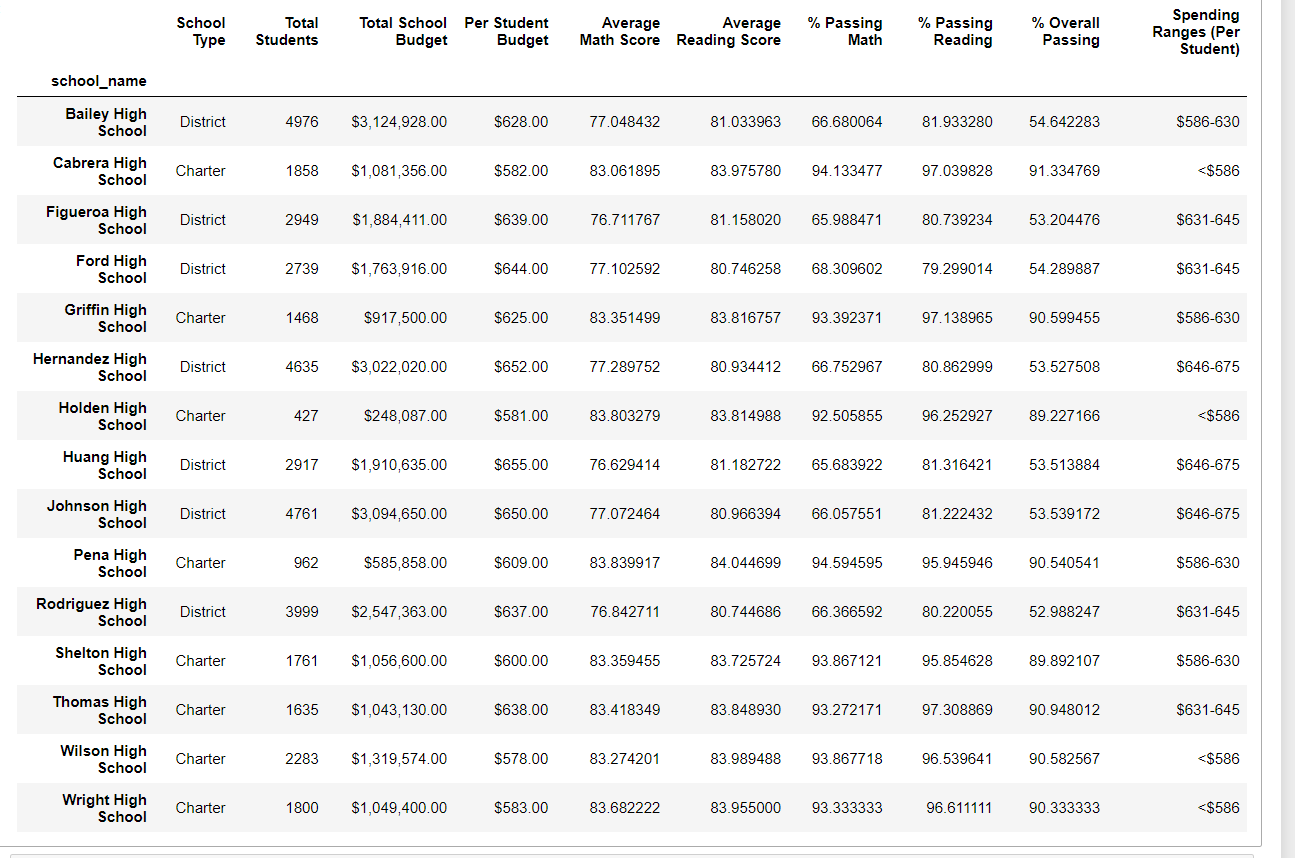 School Type Total Students Total School Budget Per Student Budget Average Math Score Average Reading Score % Passing Math % Passing Reading % Overall Passing Spending Ranges (Per Student)
school_name
Bailey High School District 4976 $3,124,928.00 $628.00 77.048432 81.033963 66.680064 81.933280 54.642283 $586-630
Cabrera High School Charter 1858 $1,081,356.00 $582.00 83.061895 83.975780 94.133477 97.039828 91.334769 <$586
Figueroa High School District 2949 $1,884,411.00 $639.00 76.711767 81.158020 65.988471 80.739234 53.204476 $631-645
Ford High School District 2739 $1,763,916.00 $644.00 77.102592 80.746258 68.309602 79.299014 54.289887 $631-645
Griffin High School Charter 1468 $917,500.00 $625.00 83.351499 83.816757 93.392371 97.138965 90.599455 $586-630
Hernandez High School District 4635 $3,022,020.00 $652.00 77.289752 80.934412 66.752967 80.862999 53.527508 $646-675
Holden High School Charter 427 $248,087.00 $581.00 83.803279 83.814988 92.505855 96.252927 89.227166 <$586
Huang High School District 2917 $1,910,635.00 $655.00 76.629414 81.182722 65.683922 81.316421 53.513884 $646-675
Johnson High School District 4761 $3,094,650.00 $650.00 77.072464 80.966394 66.057551 81.222432 53.539172 $646-675
Pena High School Charter 962 $585,858.00 $609.00 83.839917 84.044699 94.594595 95.945946 90.540541 $586-630
Rodriguez High School District 3999 $2,547,363.00 $637.00 76.842711 80.744686 66.366592 80.220055 52.988247 $631-645
Shelton High School Charter 1761 $1,056,600.00 $600.00 83.359455 83.725724 93.867121 95.854628 89.892107 $586-630
Thomas High School Charter 1635 $1,043,130.00 $638.00 83.418349 83.848930 93.272171 97.308869 90.948012 $631-645
Wilson High School Charter 2283 $1,319,574.00 $578.00 83.274201 83.989488 93.867718 96.539641 90.582567 <$586
Wright High School Charter 1800 $1,049,400.00 $583.00 83.682222 83.955000 93.333333 96.611111 90.333333 <$586